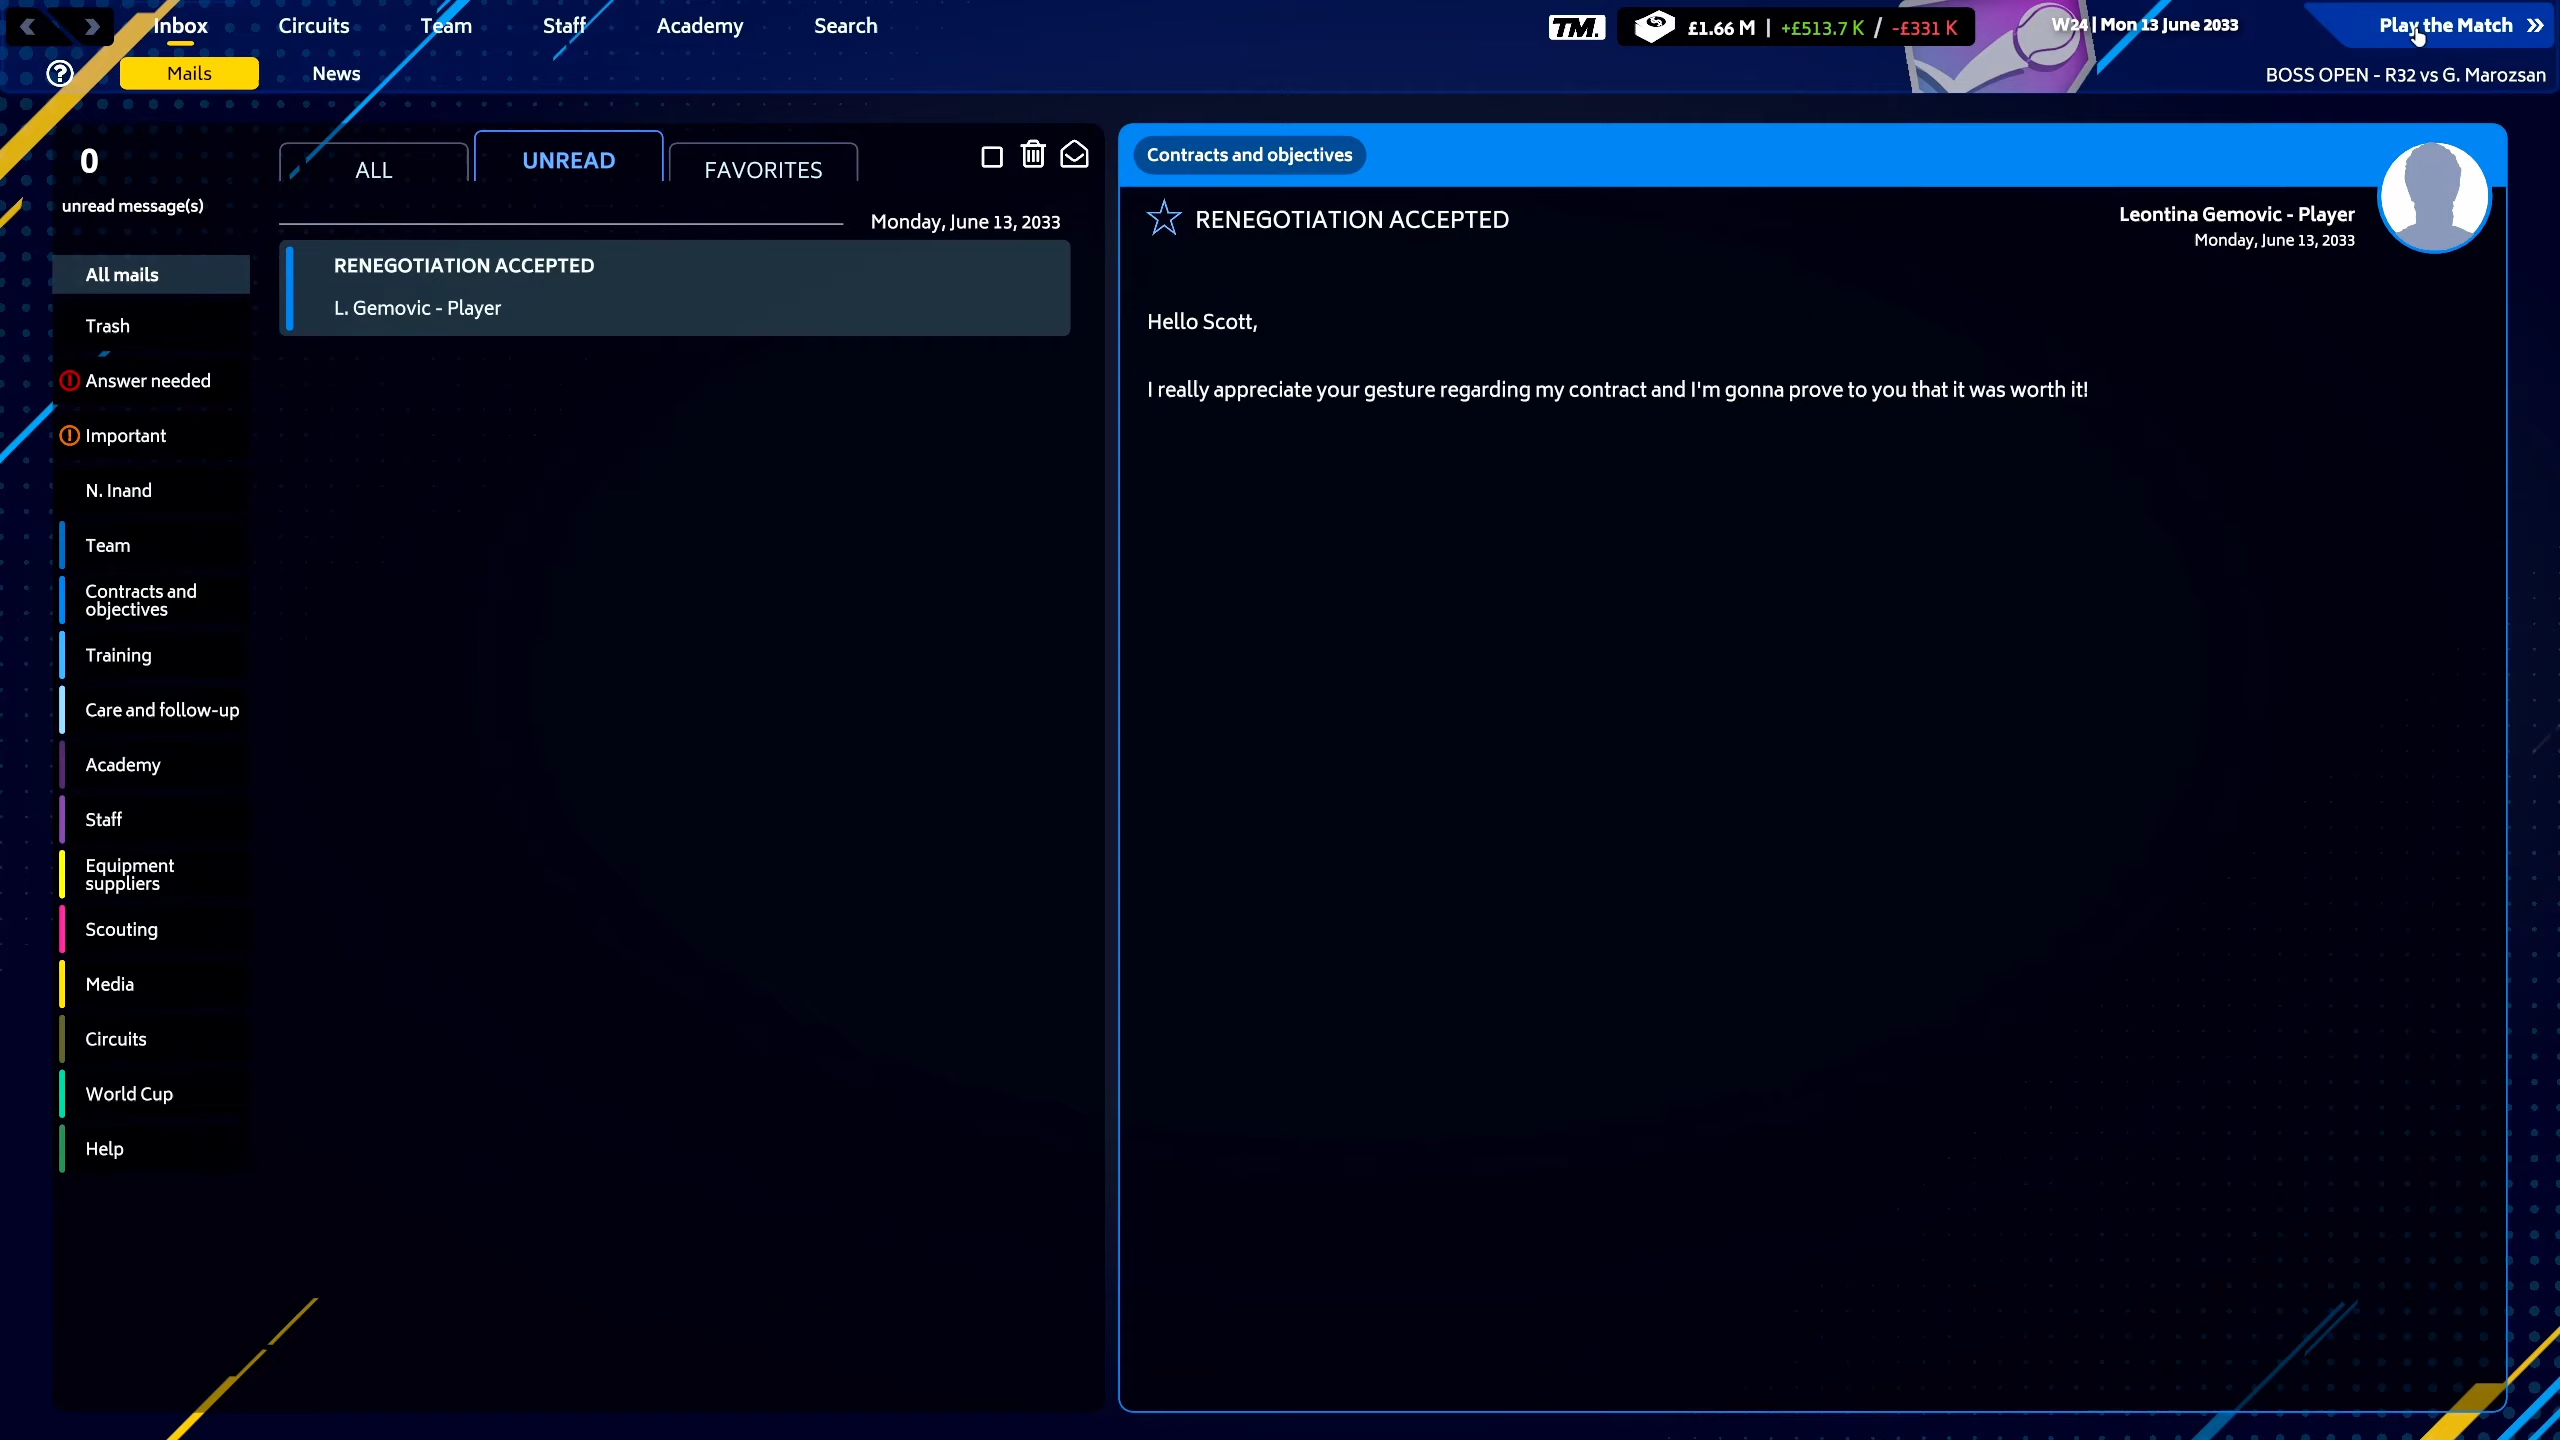 Inbox
Circuits
Team
Staff
Academy
Search
TM.
£1.66 M | +£513.7 K / -£331 K
W24 | Mon 13 June 2033
Play the Match
Mails
News
BOSS OPEN - R32 vs G. Marozsan
0
unread message(s)
All mails
Trash
Answer needed
Important
N. Inand
Team
Contracts and
objectives
Training
Care and follow-up
Academy
Staff
Equipment
suppliers
Scouting
Media
Circuits
World Cup
Help
ALL
UNREAD
FAVORITES
Monday, June 13, 2033
RENEGOTIATION ACCEPTED
L. Gemovic - Player
Contracts and objectives
RENEGOTIATION ACCEPTED
Leontina Gemovic - Player
Monday, June 13, 2033
Hello Scott,
I really appreciate your gesture regarding my contract and I'm gonna prove to you that it was worth it!